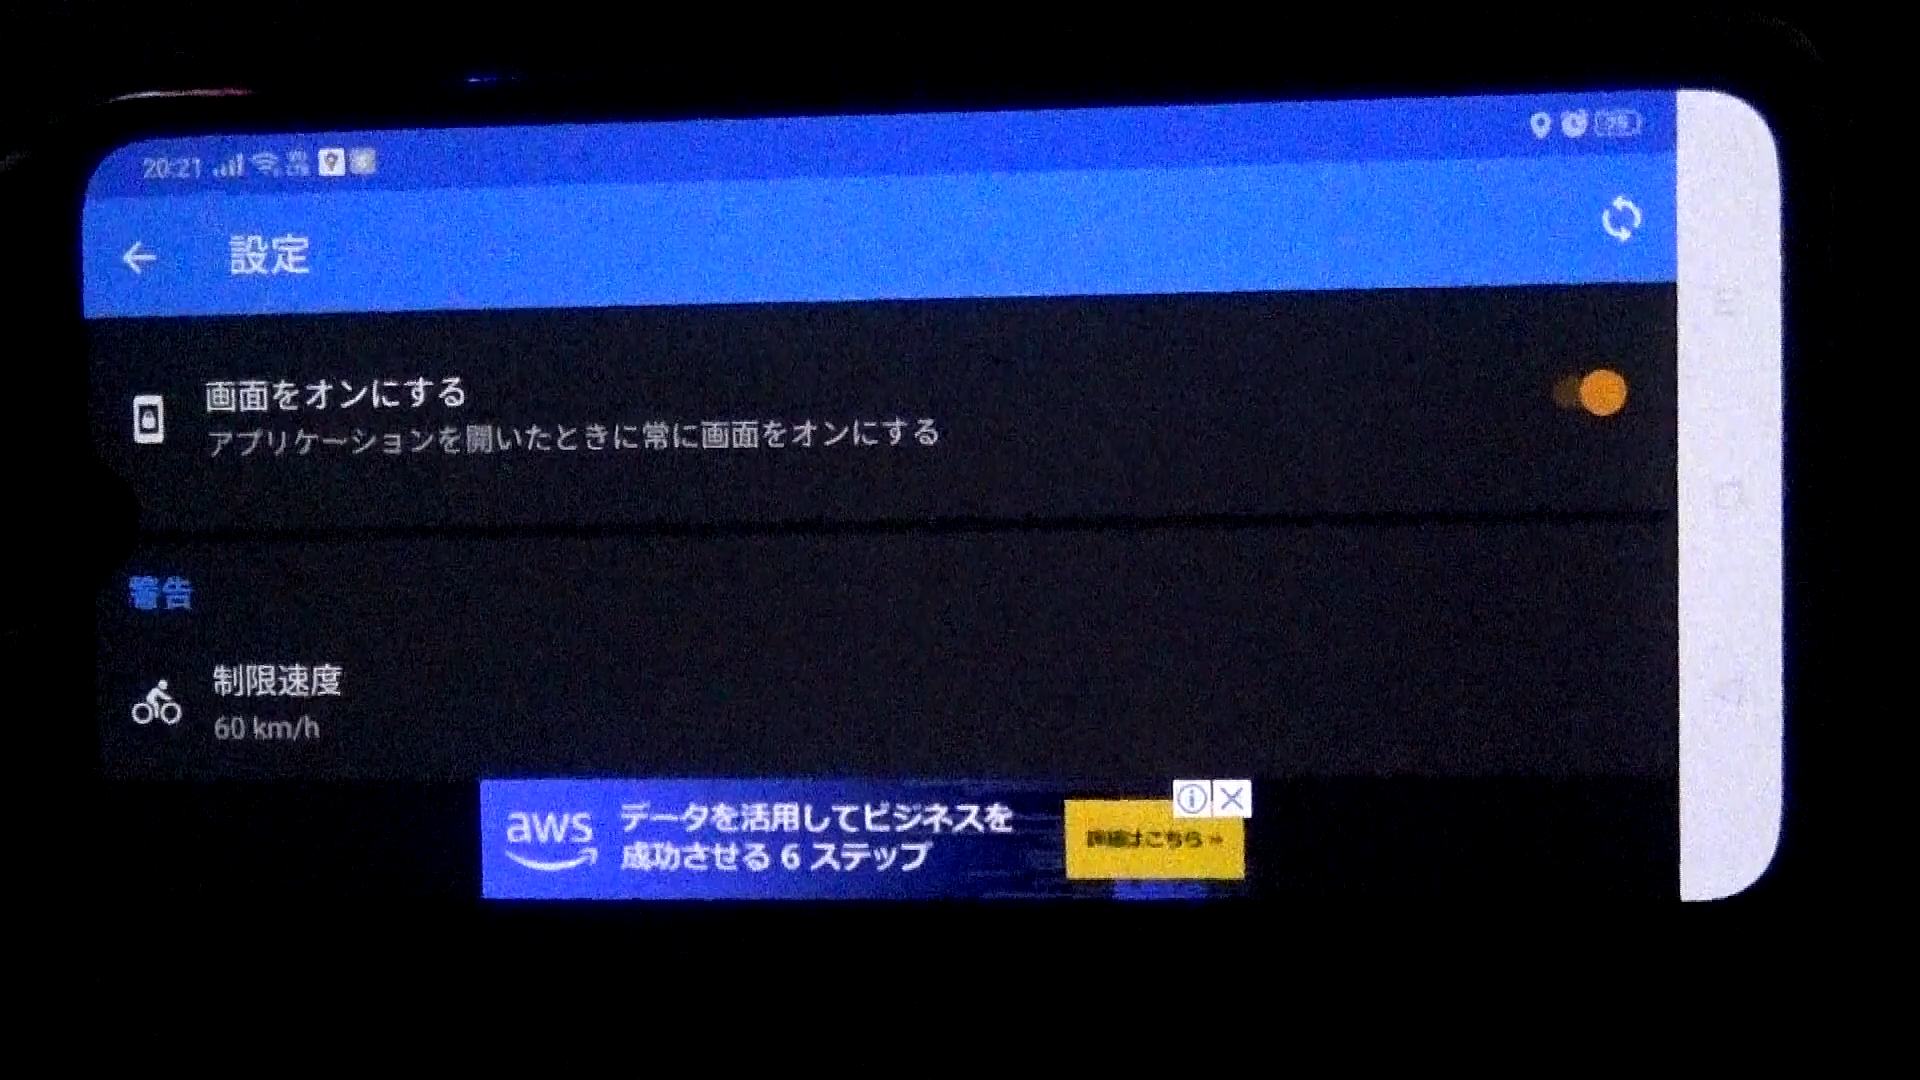 20:21
設定
画面をオンにする
アプリケーションを開いたときに常に画面をオンにする
警告
制限速度
60 km/h
aws
データを活用してビジネスを
成功させる 6 ステップ
詳細はこちら→